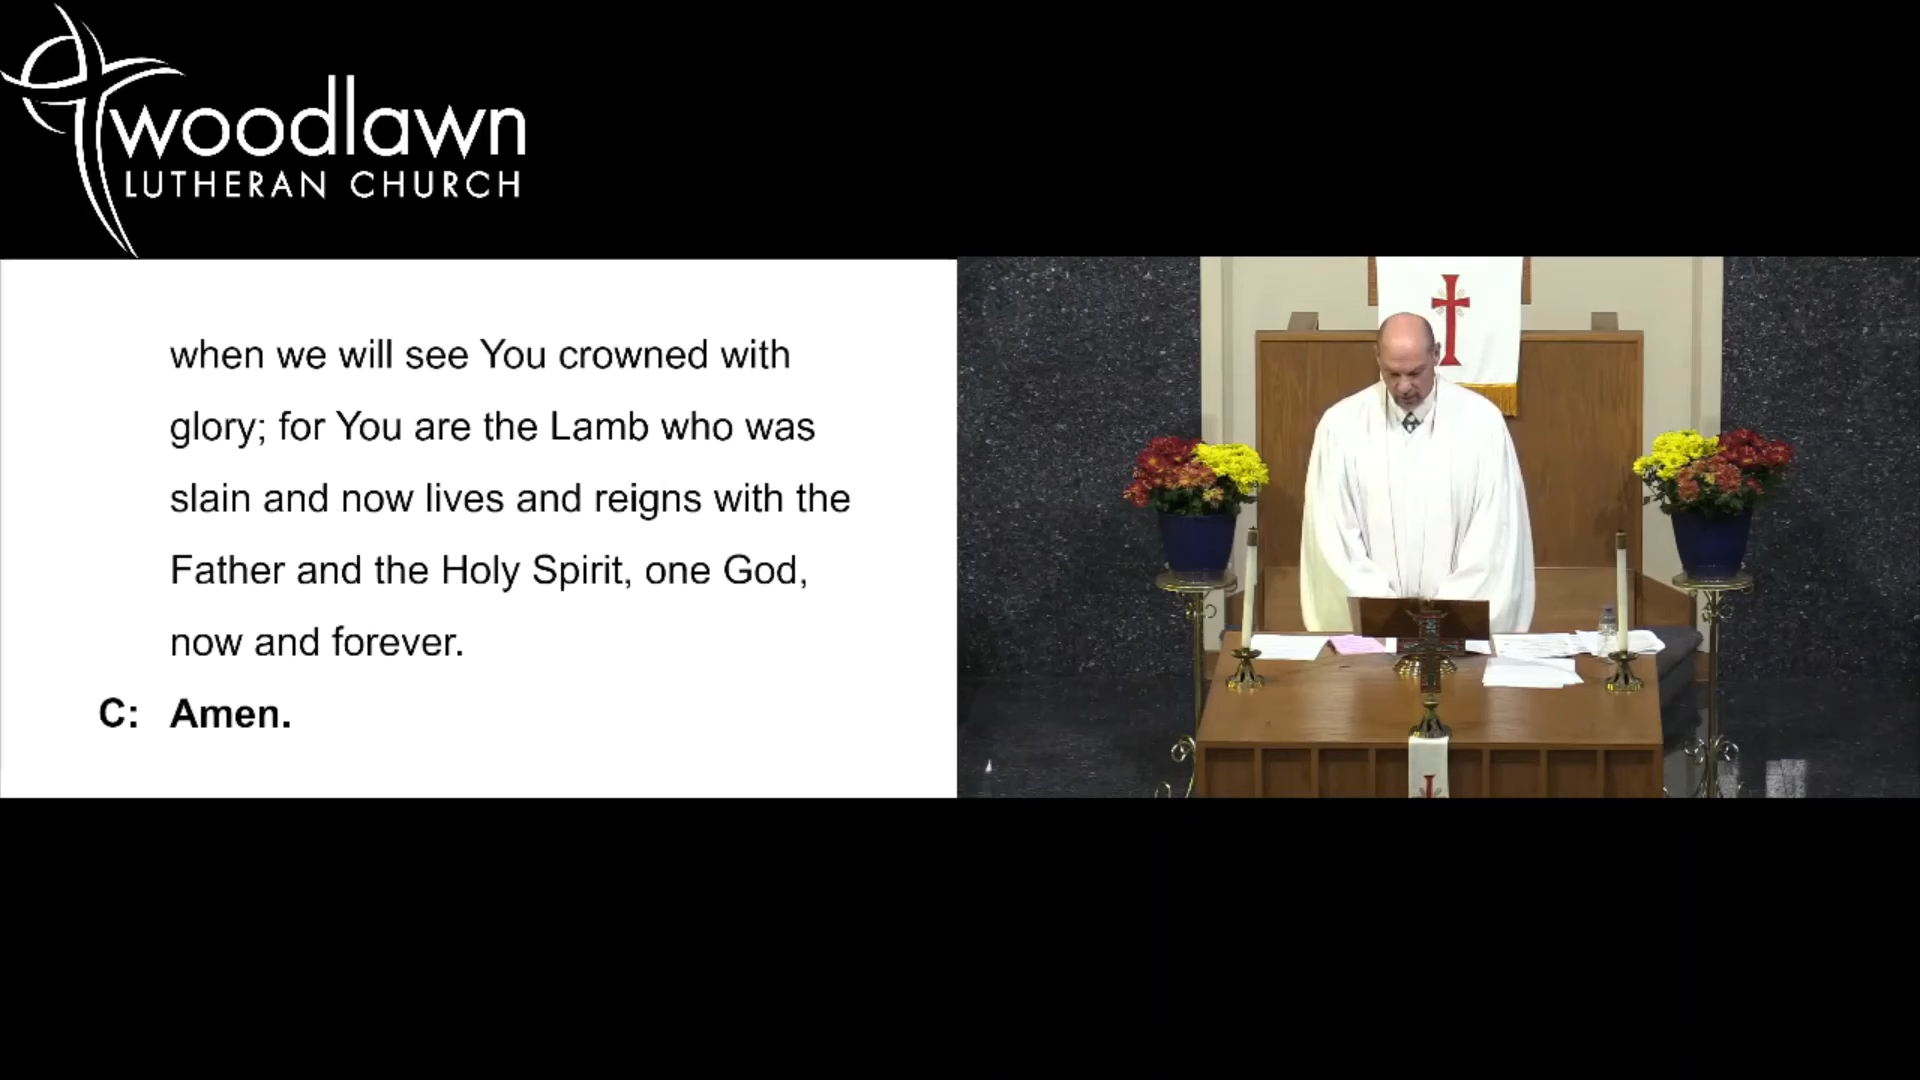 woodlawn
LUTHERAN CHURCH
when we will see You crowned with
glory; for You are the Lamb who was
slain and now lives and reigns with the
Father and the Holy Spirit, one God,
now and forever.
C: Amen.